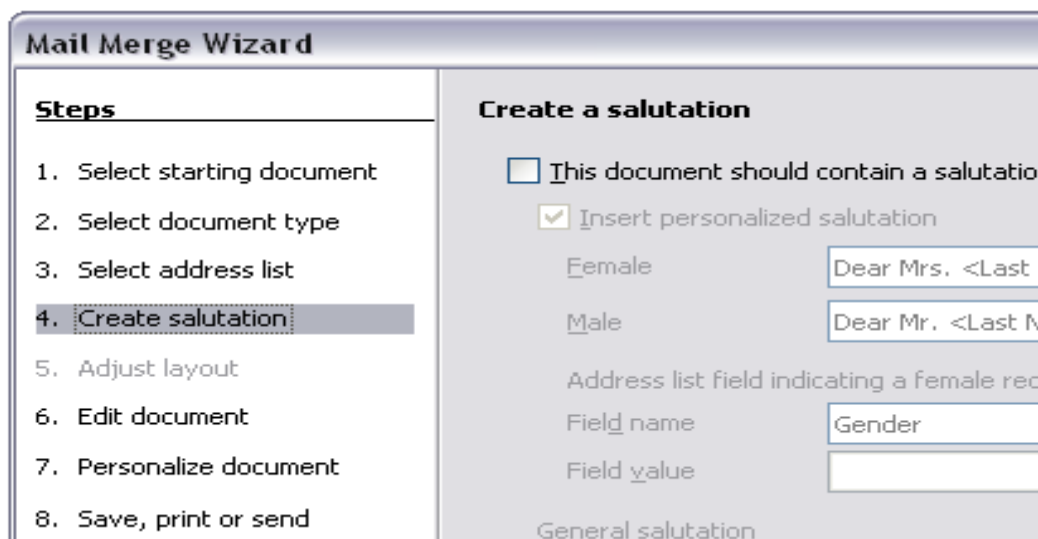 Mail Merge Wizard
Steps
1. Select starting document
2. Select document type
3. Select address list
4. Create salutation
5. Adjust layout
6. Edit document
7. Personalize document
8. Save, print or send
Create a salutation
This document should contain a salutatio
Insert personalized salutation
Female Dear Mrs. <Last
Male Dear Mr. <Last N
Address list field indicating a female rec
Field name Gender
Field value
General salutation